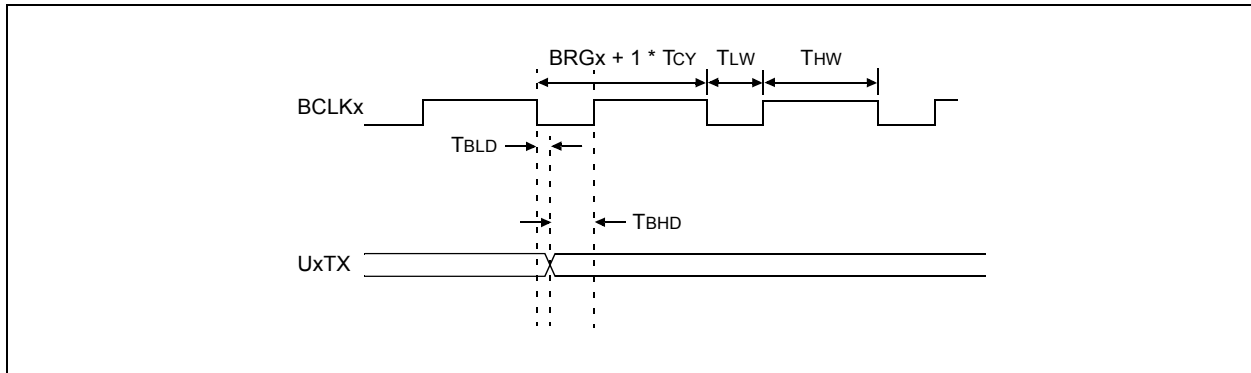 BRGx + 1 * TCY TLW THW
BCLKx
TBLD
TBHD
UxTX